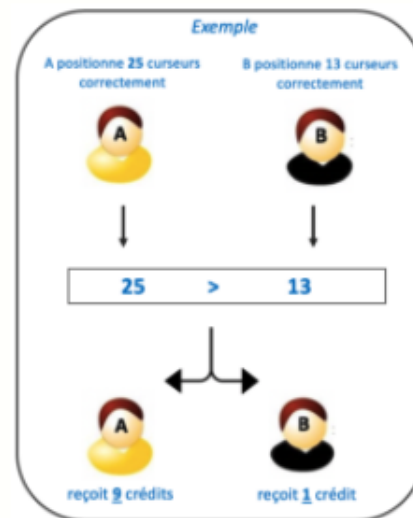 Exemple
A positionne 25 curseurs correctement
B positionne 13 curseurs correctement
A
B
25 > 13
A
B
reçoit 9 crédits
reçoit 1 crédit